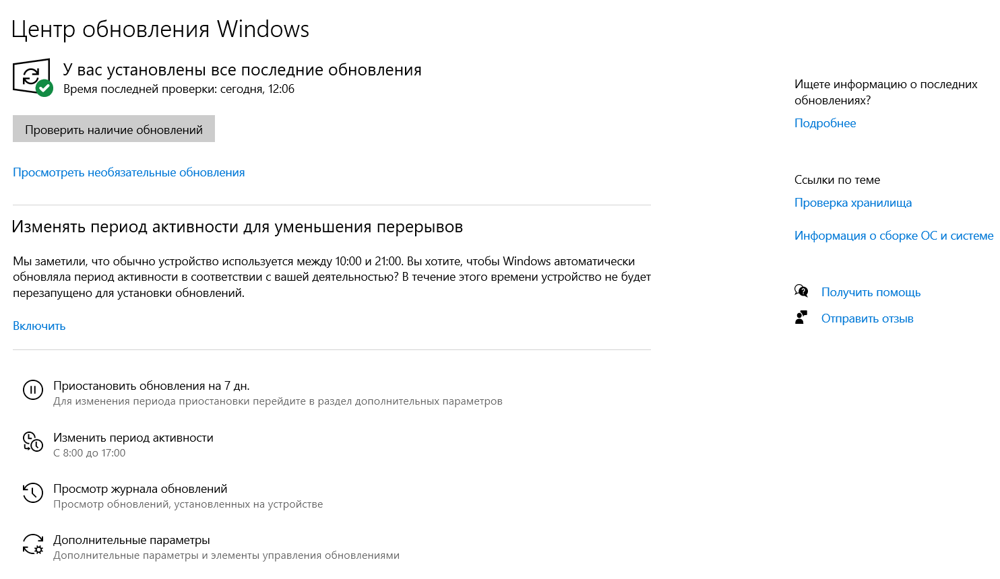 Центр обновления Windows
У вас установлены все последние обновления
Время последней проверки: сегодня, 12:06
Проверить наличие обновлений
Просмотреть необязательные обновления
Изменять период активности для уменьшения перерывов
Мы заметили, что обычно устройство используется между 10:00 и 21:00. Вы хотите, чтобы Windows автоматически
обновляла период активности в соответствии с вашей деятельностью? В течение этого времени устройство не будет
перезапущено для установки обновлений.
Включить
Приостановить обновления на 7 дн.
Для изменения периода приостановки перейдите в раздел дополнительных параметров
Изменить период активности
С 8:00 до 17:00
Просмотр журнала обновлений
Просмотр обновлений, установленных на устройстве
Дополнительные параметры
Дополнительные параметры и элементы управления обновлениями
Ищете информацию о последних
обновлениях?
Подробнее
Ссылки по теме
Проверка хранилища
Информация о сборке ОС и системе
Получить помощь
Отправить отзыв